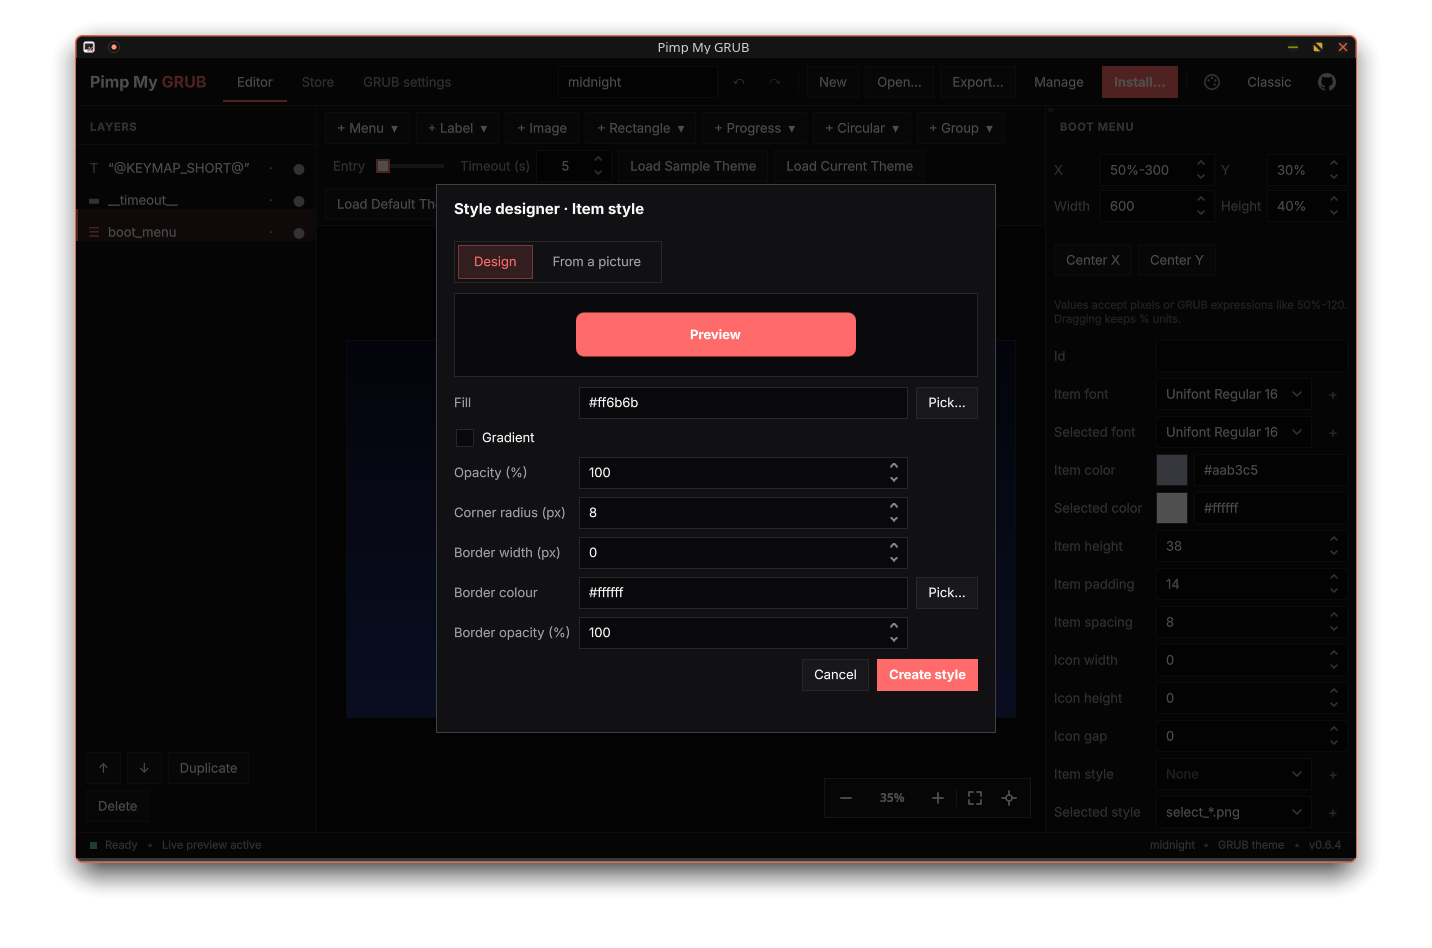 Pimp My GRUB
Pimp My GRUB
Editor
Store
GRUB settings
midnight
New
Open...
Export...
Manage
Install...
Classic
LAYERS
T "@KEYMAP_SHORT@"
__timeout__
boot_menu
+ Menu
+ Label
+ Image
+ Rectangle
+ Progress
+ Circular
+ Group
Entry
Timeout (s)
5
Load Sample Theme
Load Current Theme
Load Default Th
Style designer · Item style
Design
From a picture
Preview
Fill
#ff6b6b
Pick...
Gradient
Opacity (%)
100
Corner radius (px)
8
Border width (px)
0
Border colour
#ffffff
Pick...
Border opacity (%)
100
Cancel
Create style
35%
BOOT MENU
X
50%-300
Y
30%
Width
600
Height
40%
Center X
Center Y
Values accept pixels or GRUB expressions like 50%-120.
Dragging keeps % units.
Id
Item font
Unifont Regular 16
Selected font
Unifont Regular 16
Item color
#aab3c5
Selected color
#ffffff
Item height
38
Item padding
14
Item spacing
8
Icon width
0
Icon height
0
Icon gap
0
Item style
None
Selected style
select_*.png
Duplicate
Delete
Ready • Live preview active
midnight • GRUB theme • v0.6.4